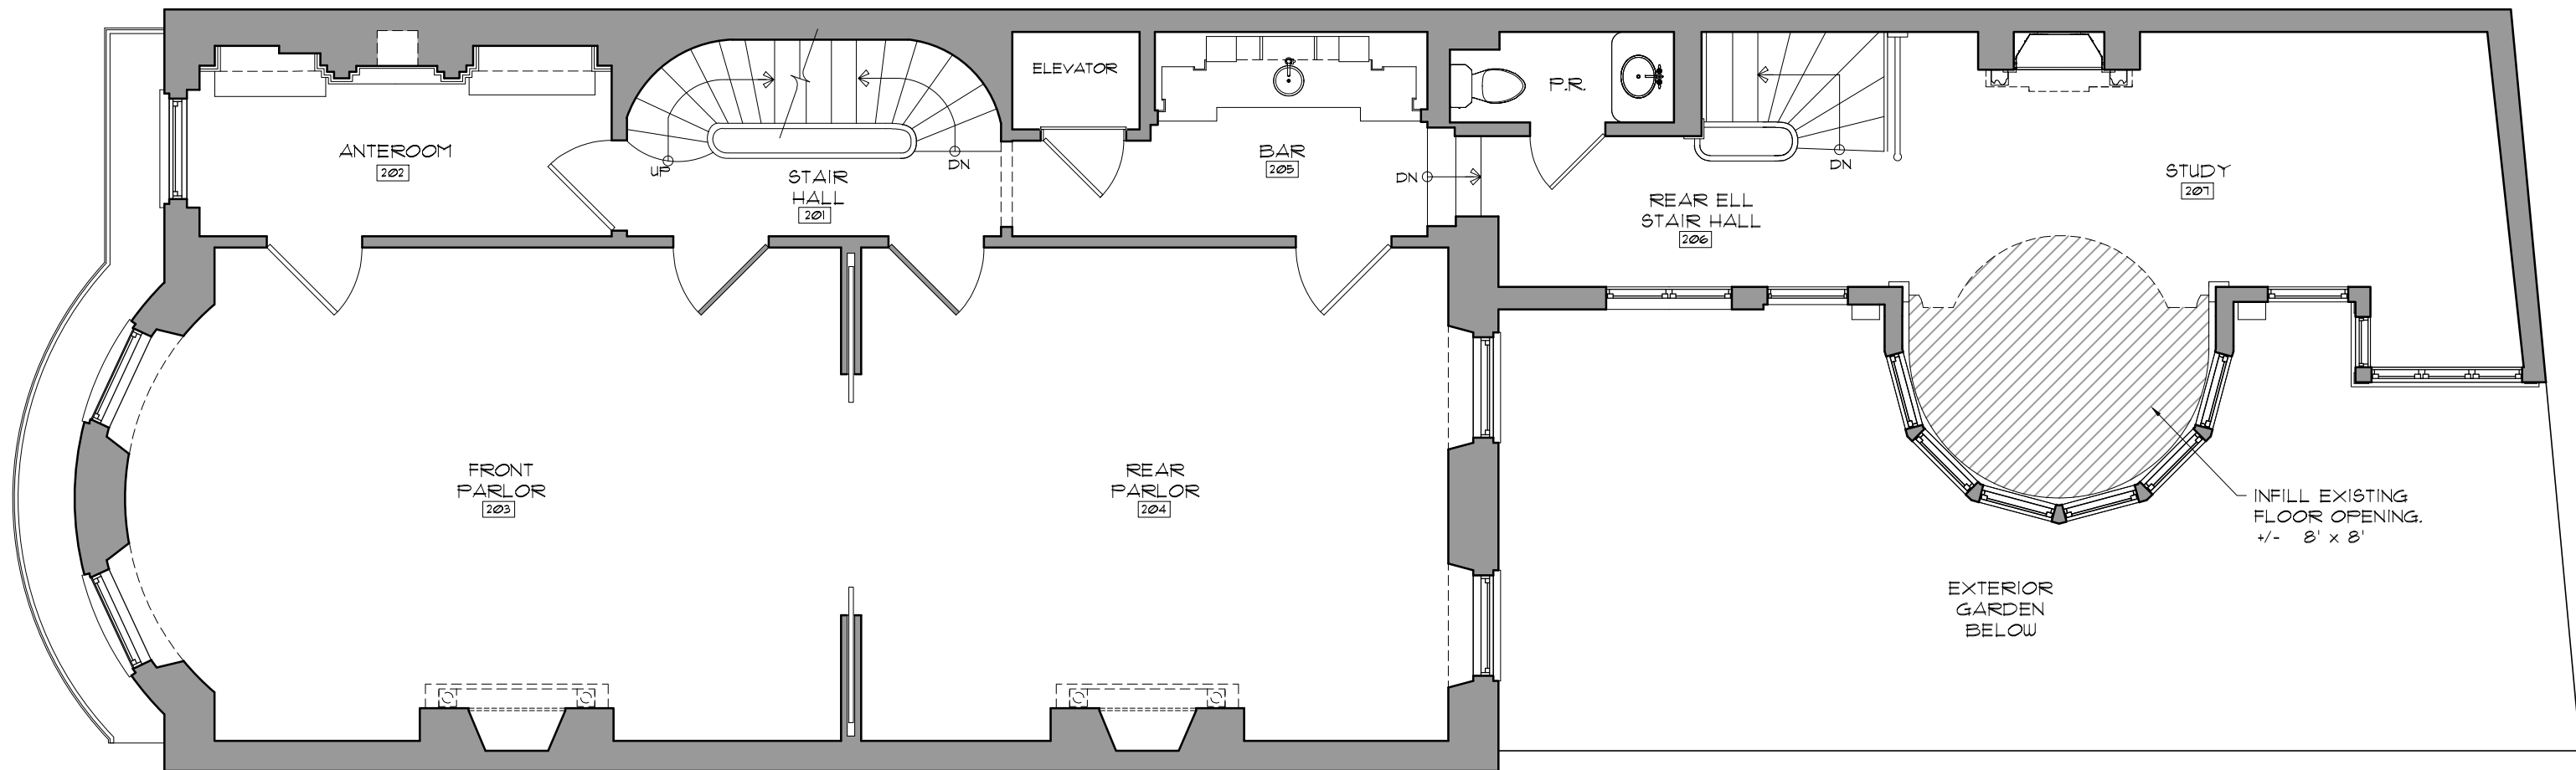 ELEVATOR
P.R.
ANTEROOM
202
UP
DN
STAIR
HALL
201
BAR
205
DN
DN
STUDY
207
REAR ELL
STAIR HALL
206
FRONT
PARLOR
203
REAR
PARLOR
204
INFILL EXISTING
FLOOR OPENING.
+/- 8' x 8'
EXTERIOR
GARDEN
BELOW